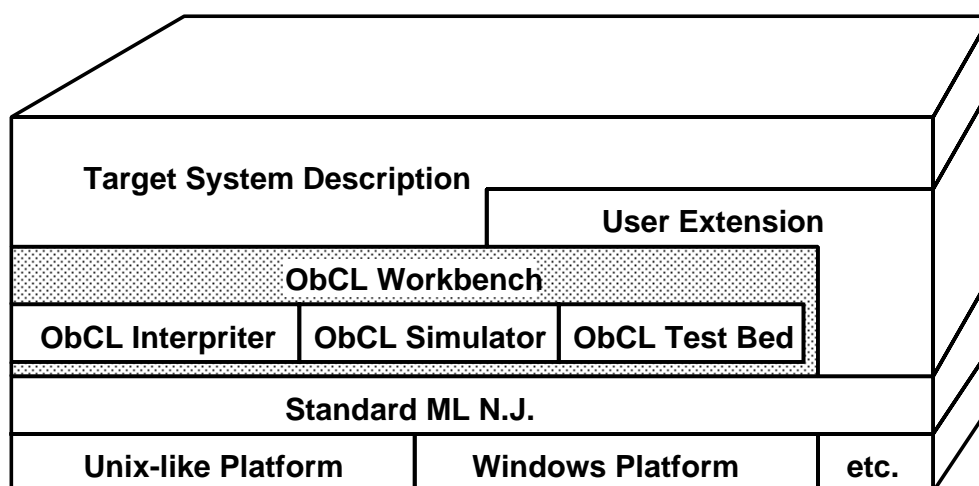 Target System Description
User Extension
ObCL Workbench
ObCL Interpriter
ObCL Simulator
ObCL Test Bed
Standard ML N.J.
Unix-like Platform
Windows Platform
etc.